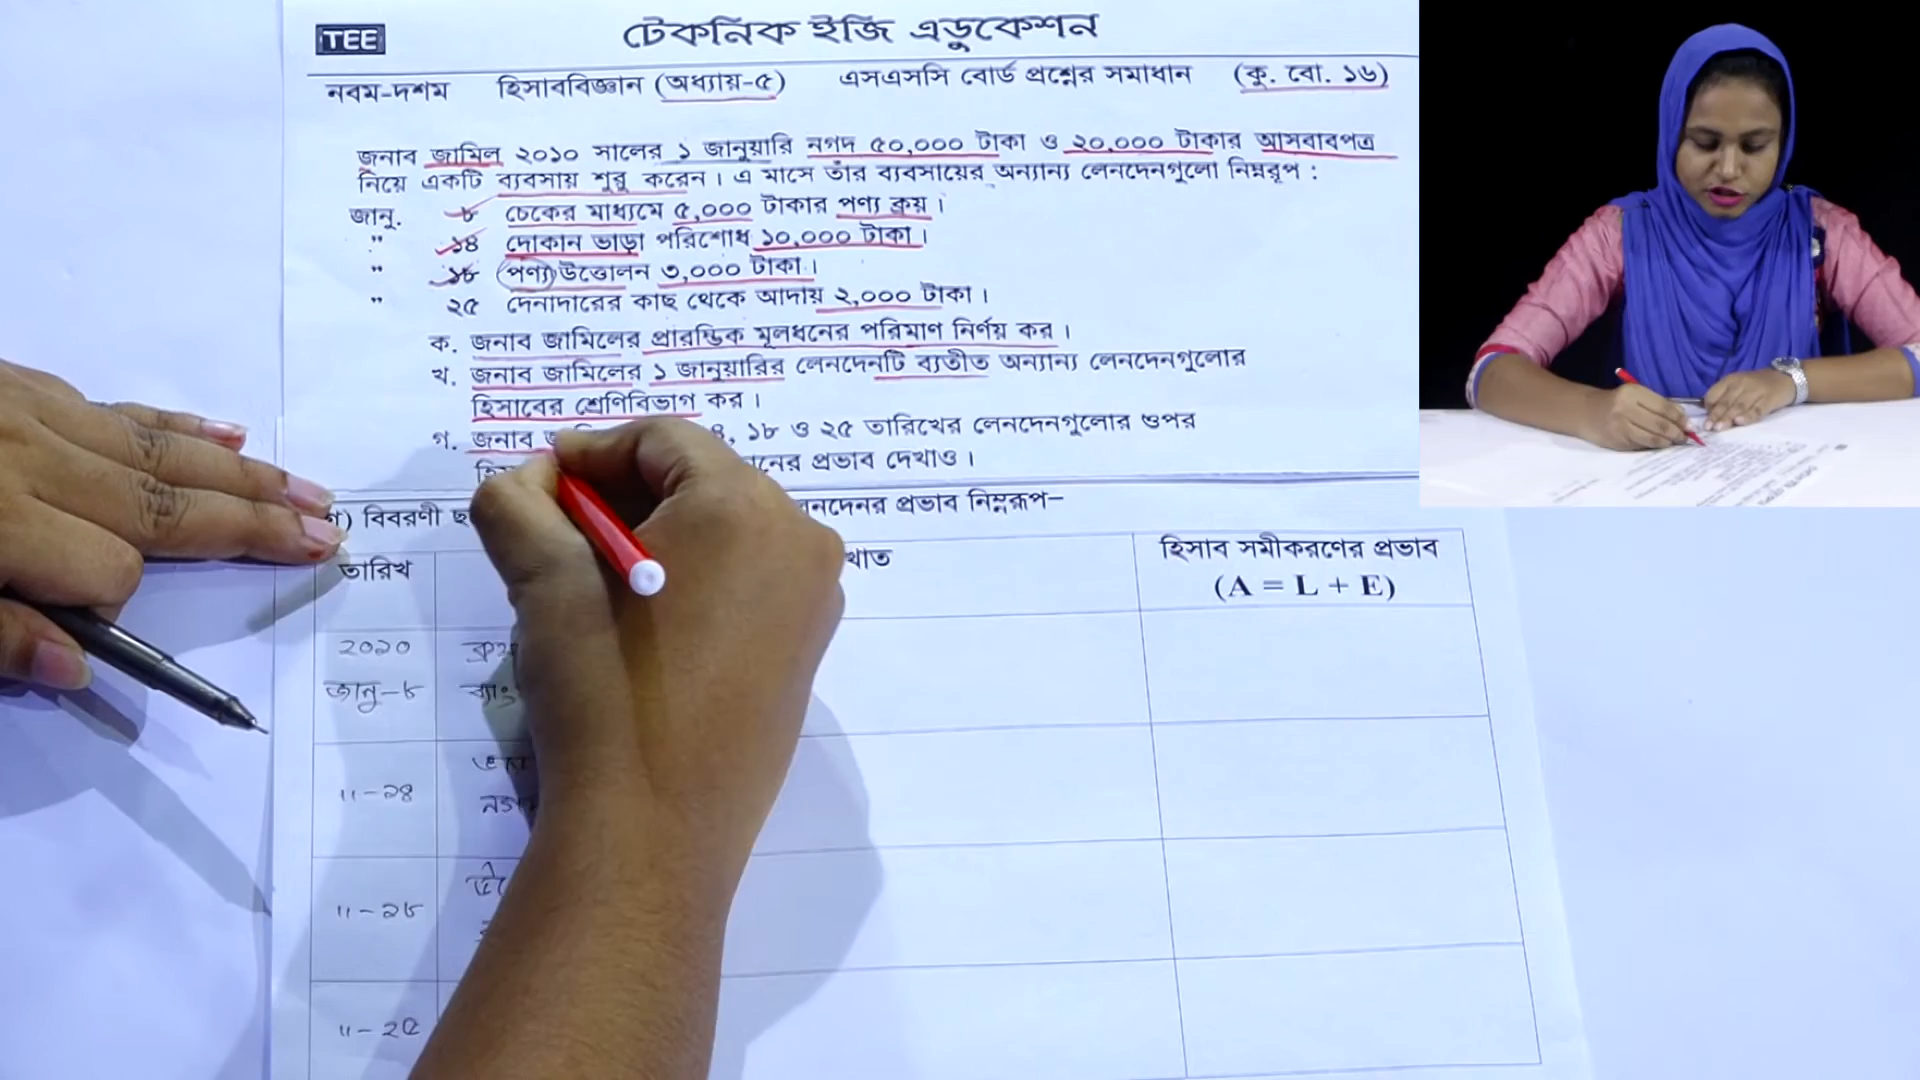 TEE
টেকনিক ইজি এডুকেশন
নবম-দশম হিসাববিজ্ঞান (অধ্যায়-৫) এসএসসি বোর্ড প্রশ্নের সমাধান (কু. বো. ১৬)
জনাব জামিল ২০১০ সালের ১ জানুয়ারি নগদ ৫০,০০০ টাকা ও ২০,০০০ টাকার আসবাবপত্র
নিয়ে একটি ব্যবসায় শুরু করেন। এ মাসে তাঁর ব্যবসায়ের অন্যান্য লেনদেনগুলো নিম্নরূপ :
জানু. ৮ চেকের মাধ্যমে ৫,০০০ টাকার পণ্য ক্রয়।
" ১৪ দোকান ভাড়া পরিশোধ ১০,০০০ টাকা।
" ১৮ পণ্য উত্তোলন ৩,০০০ টাকা।
" ২৫ দেনাদারের কাছ থেকে আদায় ২,০০০ টাকা।
ক. জনাব জামিলের প্রারম্ভিক মূলধনের পরিমাণ নির্ণয় কর।
খ. জনাব জামিলের ১ জানুয়ারির লেনদেনটি ব্যতীত অন্যান্য লেনদেনগুলোর
হিসাবের শ্রেণিবিভাগ কর।
গ. জনাব ১৮ ও ২৫ তারিখের লেনদেনগুলোর ওপর
প্রভাব দেখাও।
গ) বিবরণী প্রভাব নিম্নরূপ–
তারিখ খাত হিসাব সমীকরণের প্রভাব
(A = L + E)
২০১০
জানু-৮
"-১৪
"-১৮
"-২৫